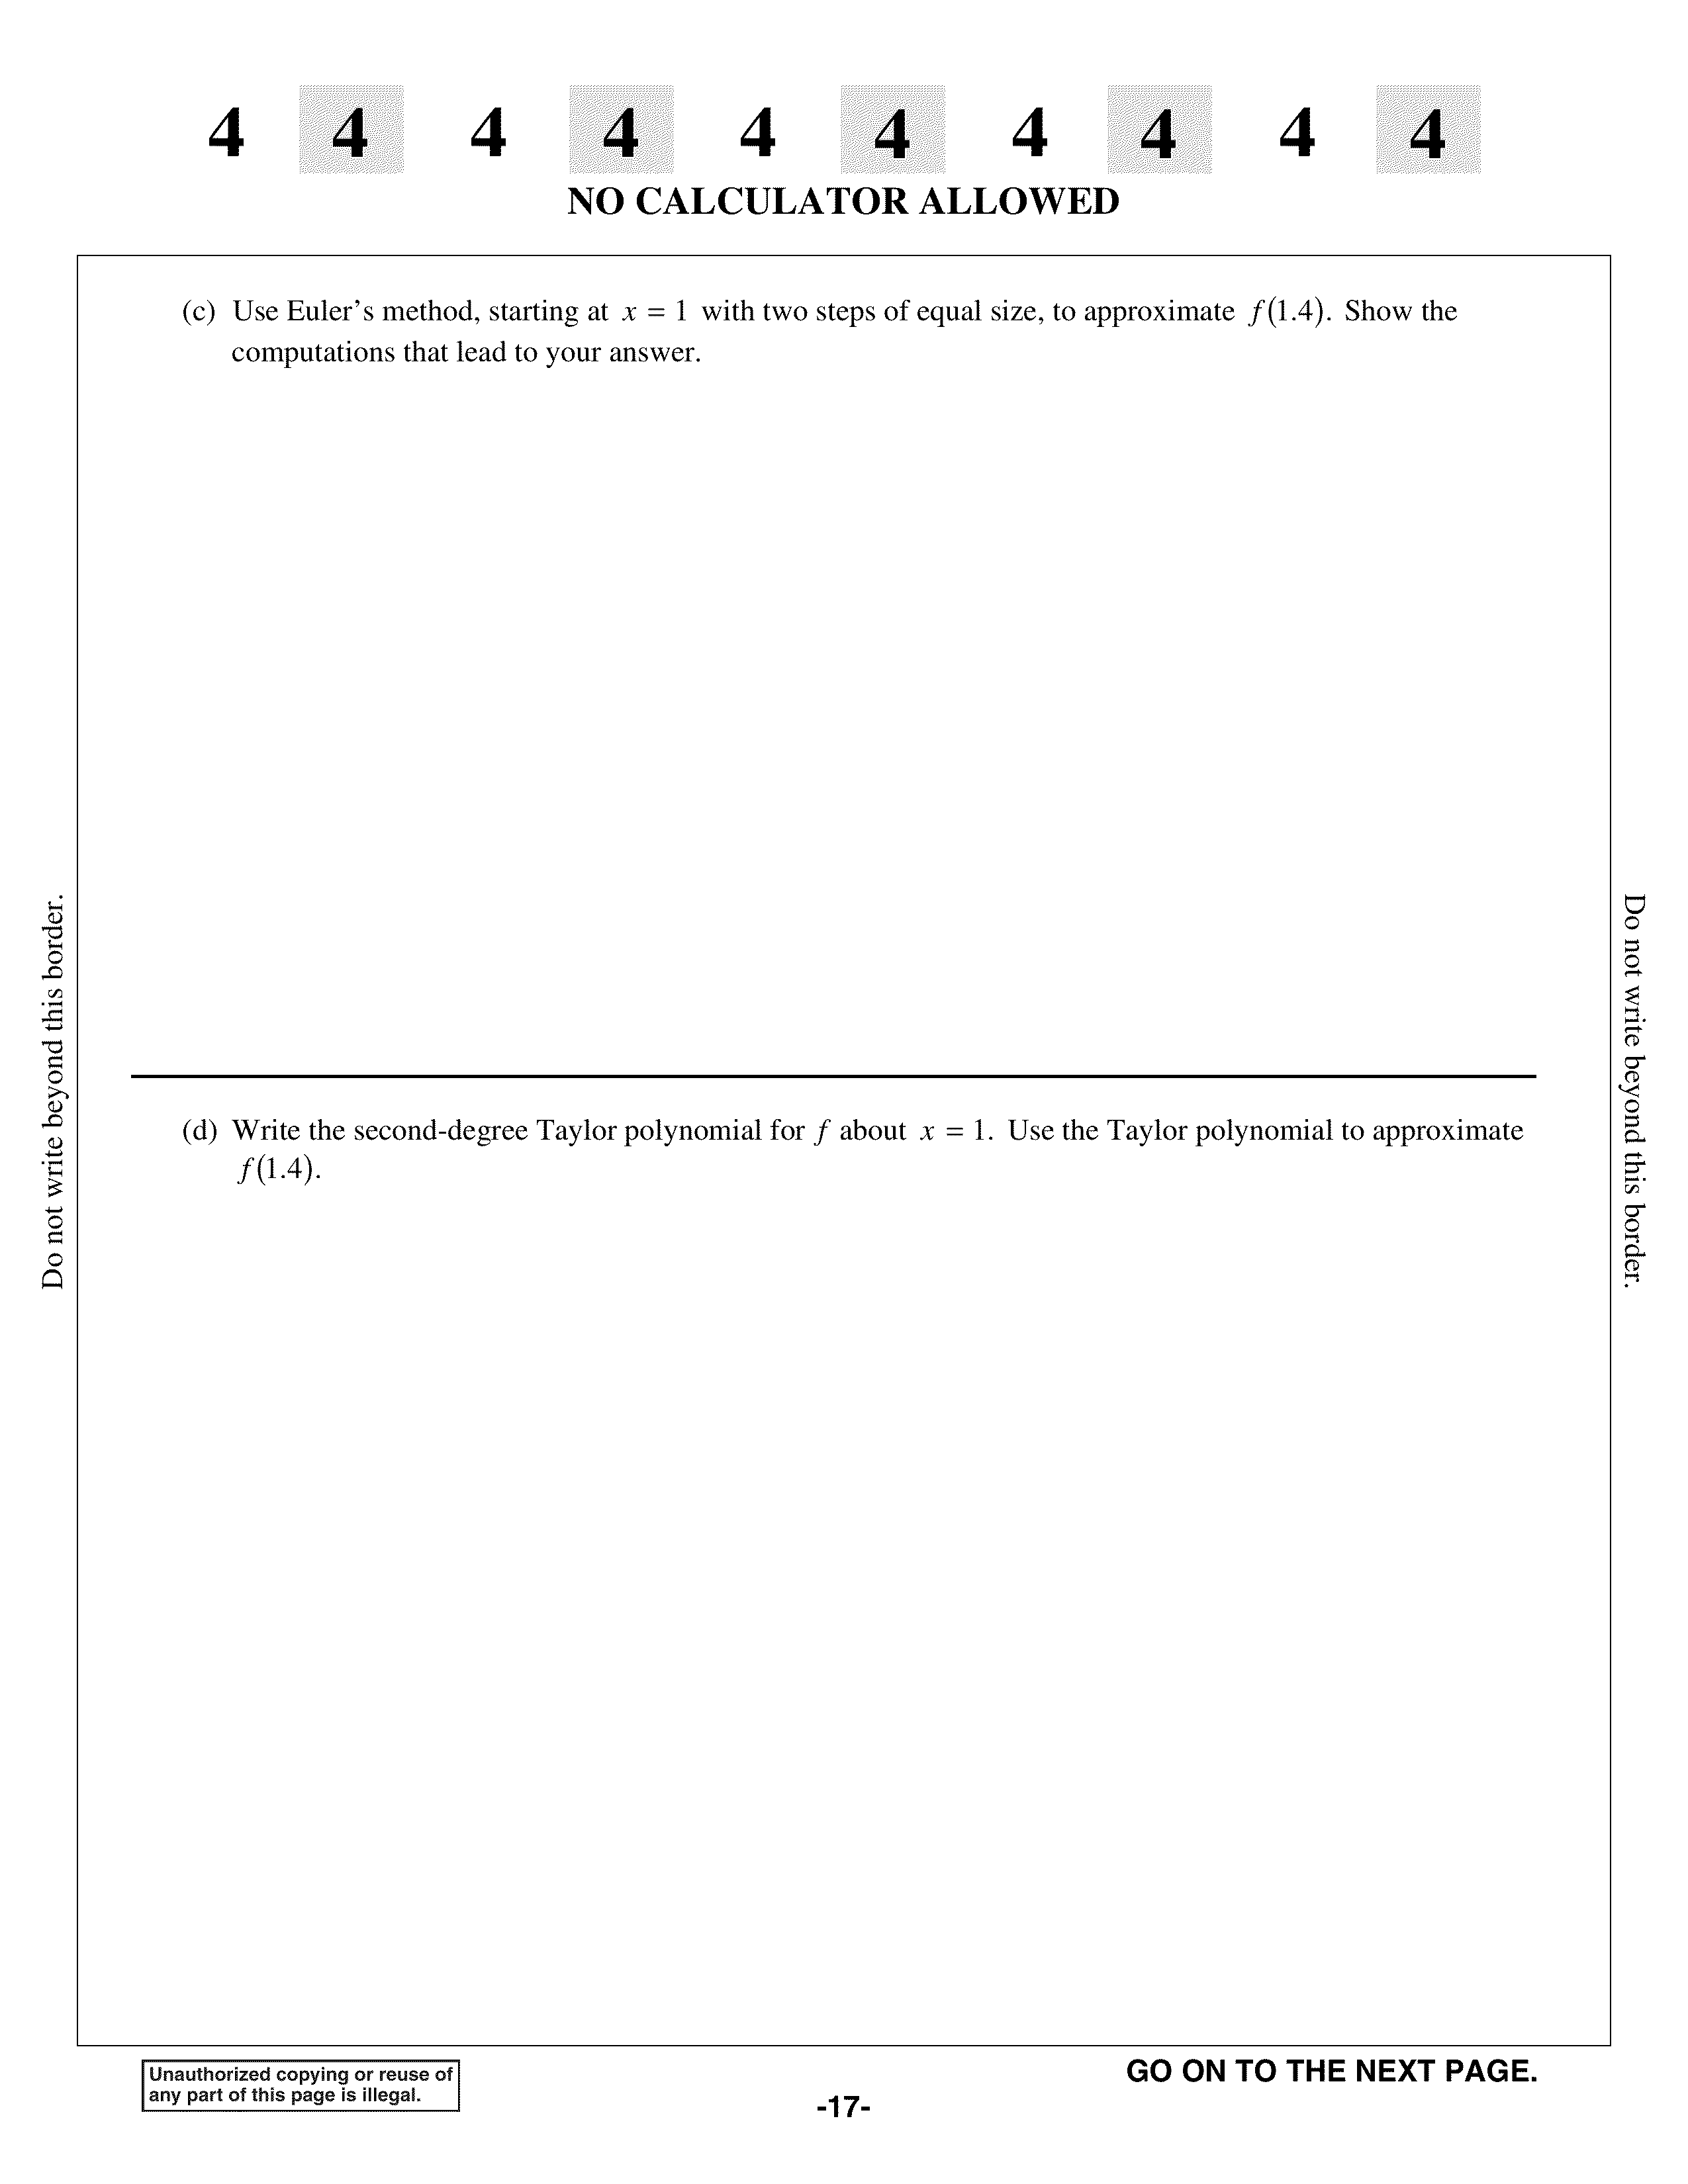 4 4 4 4 4 4 4 4 4 4
NO CALCULATOR ALLOWED
(c) Use Euler’s method, starting at x = 1 with two steps of equal size, to approximate f(1.4). Show the
computations that lead to your answer.
Do not write beyond this border.
Do not write beyond this border.
(d) Write the second-degree Taylor polynomial for f about x = 1. Use the Taylor polynomial to approximate
f(1.4).
Unauthorized copying or reuse of
any part of this page is illegal.
GO ON TO THE NEXT PAGE.
-17-